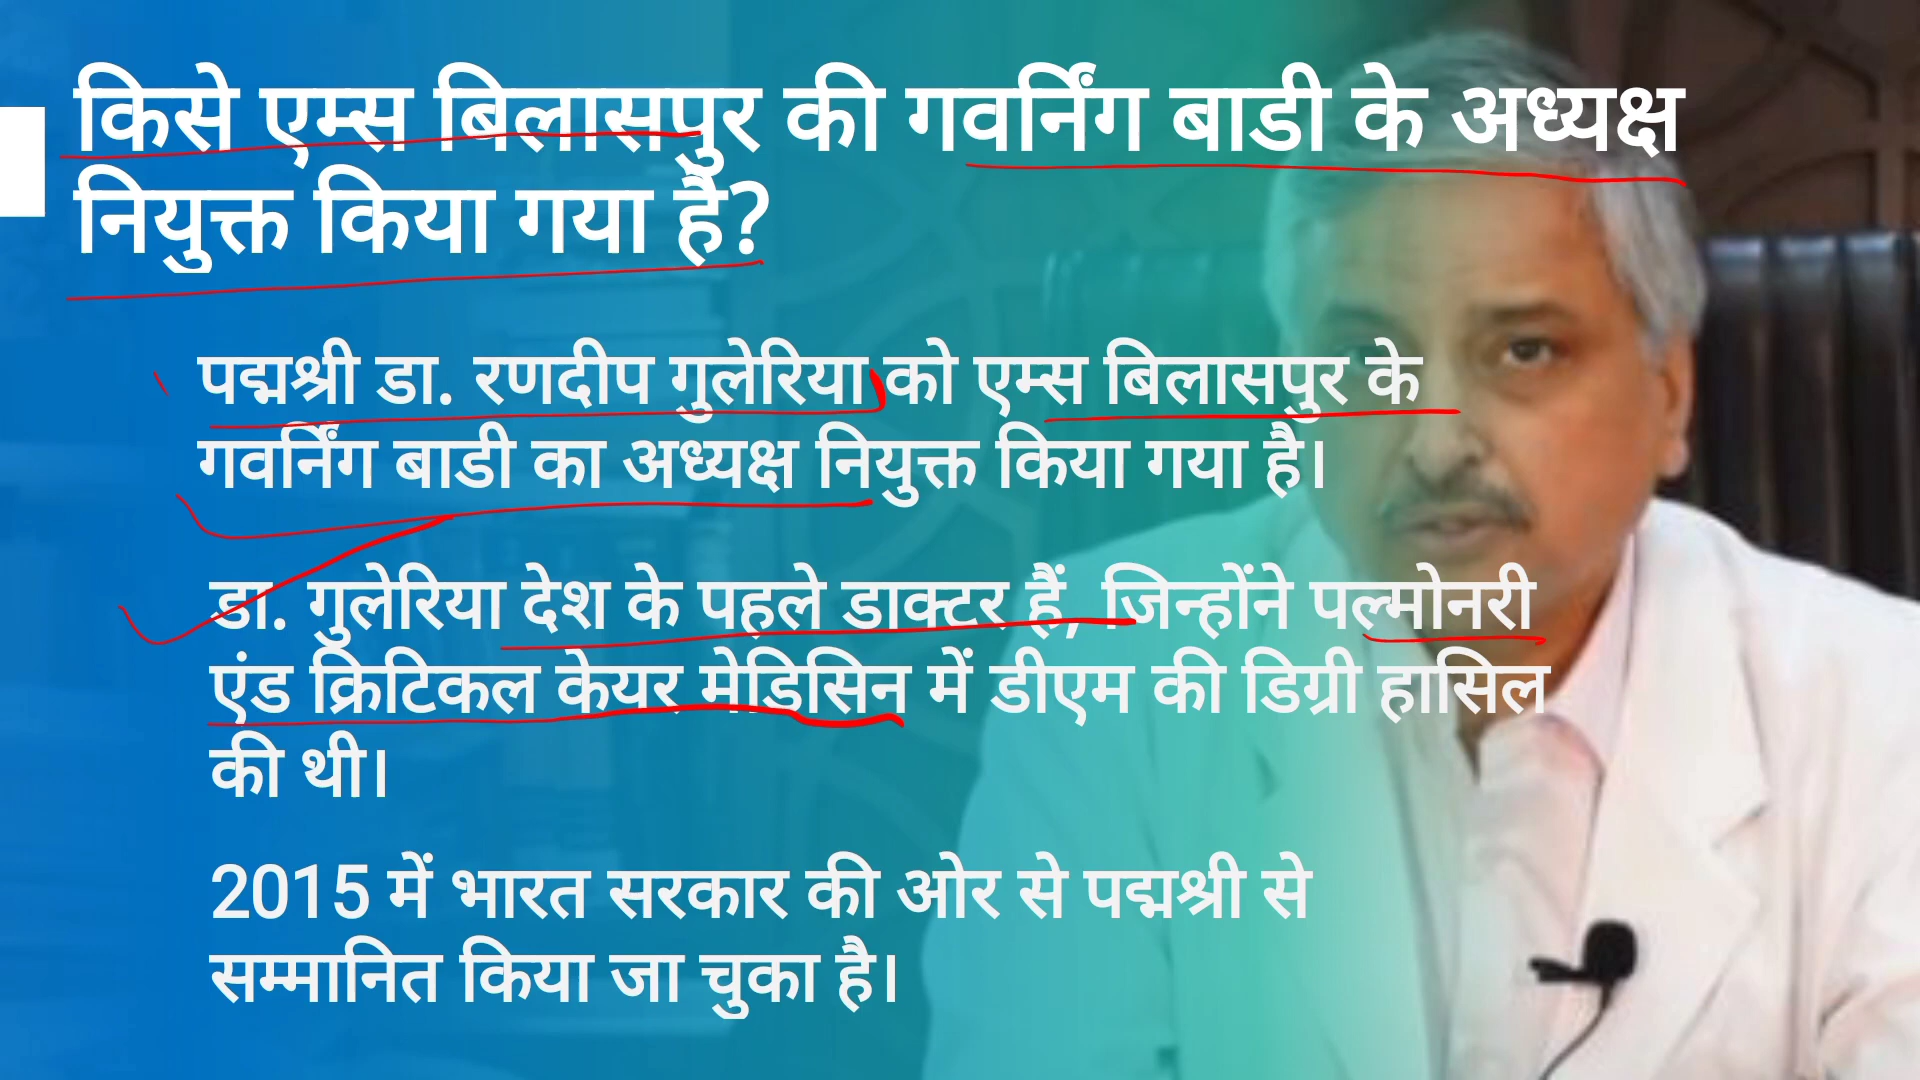 किसे एम्स बिलासपुर की गवर्निंग बाडी के अध्यक्ष
नियुक्त किया गया है?
पद्मश्री डा. रणदीप गुलेरिया को एम्स बिलासपुर के
गवर्निंग बाडी का अध्यक्ष नियुक्त किया गया है।
डा. गुलेरिया देश के पहले डाक्टर हैं, जिन्होंने पल्मोनरी
एंड क्रिटिकल केयर मेडिसिन में डीएम की डिग्री हासिल
की थी।
2015 में भारत सरकार की ओर से पद्मश्री से
सम्मानित किया जा चुका है।